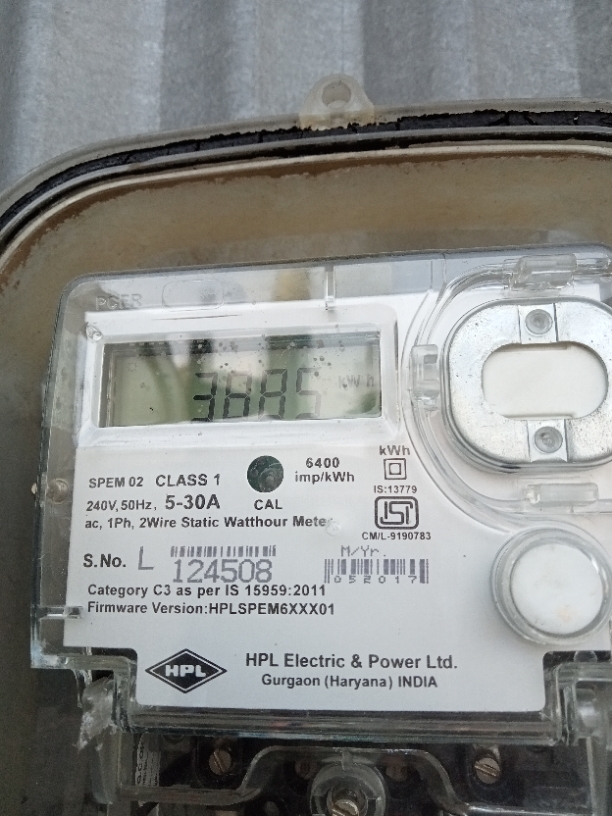 3885 kWh
SPEM 02 CLASS 1
6400
imp/kWh
kWh
240V, 50Hz, 5-30A
CAL
IS:13779
ISI
ac, 1Ph, 2Wire Static Watthour Meter
CM/L-9190783
S.No. L 124508
M/Yr.
052017
Category C3 as per IS 15959:2011
Firmware Version:HPLSPEM6XXX01
HPL
HPL Electric & Power Ltd.
Gurgaon (Haryana) INDIA